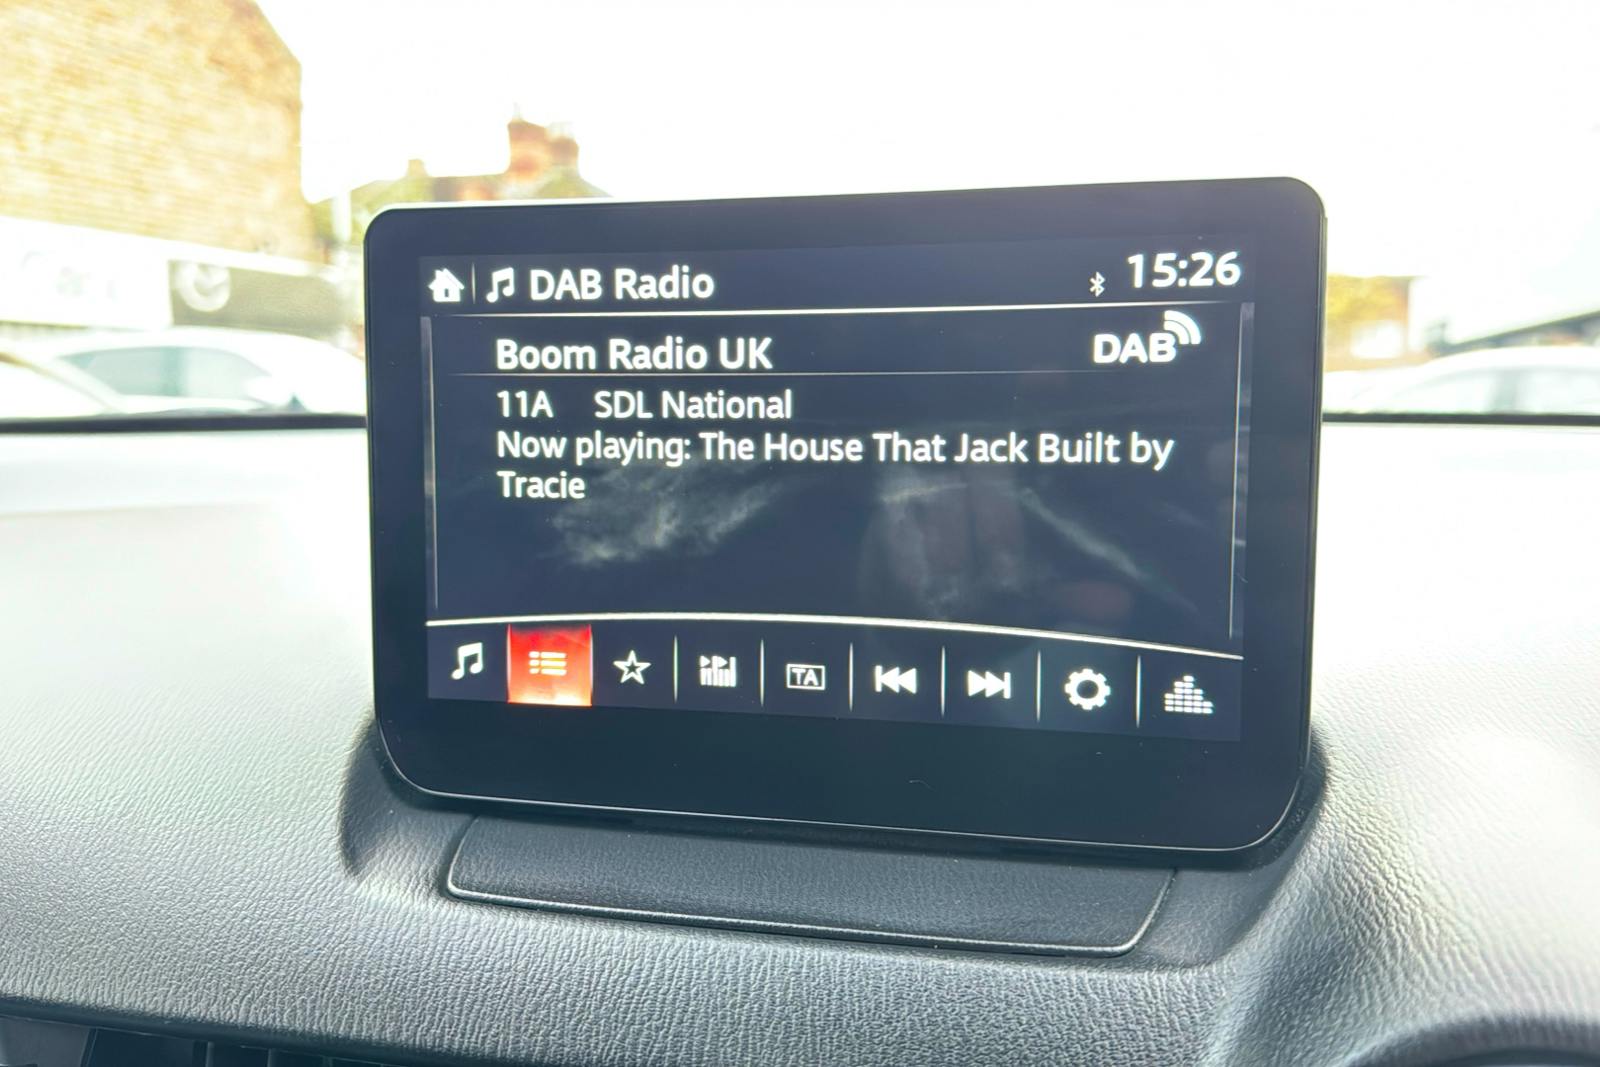 DAB Radio
15:26
Boom Radio UK
DAB
11A SDL National
Now playing: The House That Jack Built by
Tracie
TA